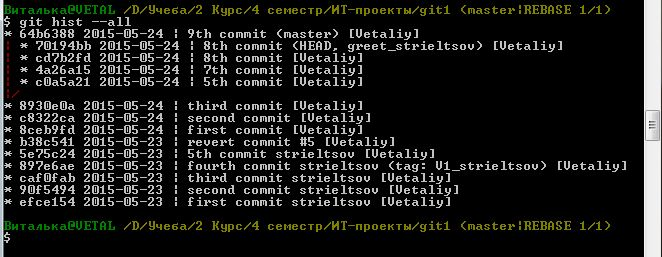 Виталька@VETAL /D/Учеба/2 Курс/4 семестр/ИТ-проекты/git1 (master|REBASE 1/1)
$ git hist --all
* 64b6388 2015-05-24 ¦ 9th commit (master) [Vetaliy]
¦ * 70194bb 2015-05-24 ¦ 8th commit (HEAD, greet_strieltsov) [Vetaliy]
¦ * cd7b2fd 2015-05-24 ¦ 8th commit [Vetaliy]
¦ * 4a26a15 2015-05-24 ¦ 7th commit [Vetaliy]
¦ * c0a5a21 2015-05-24 ¦ 5th commit [Vetaliy]
¦/
* 8930e0a 2015-05-24 ¦ third commit [Vetaliy]
* c8322ca 2015-05-24 ¦ second commit [Vetaliy]
* 8ceb9fd 2015-05-24 ¦ first commit [Vetaliy]
* b38c541 2015-05-23 ¦ revert commit #5 [Vetaliy]
* 5e75c24 2015-05-23 ¦ 5th commit strieltsov [Vetaliy]
* 897e6ae 2015-05-23 ¦ fourth commit strieltsov (tag: V1_strieltsov) [Vetaliy]
* caf0fab 2015-05-23 ¦ third commit strieltsov [Vetaliy]
* 90f5494 2015-05-23 ¦ second commit strieltsov [Vetaliy]
* efce154 2015-05-23 ¦ first commit strieltsov [Vetaliy]
Виталька@VETAL /D/Учеба/2 Курс/4 семестр/ИТ-проекты/git1 (master|REBASE 1/1)
$